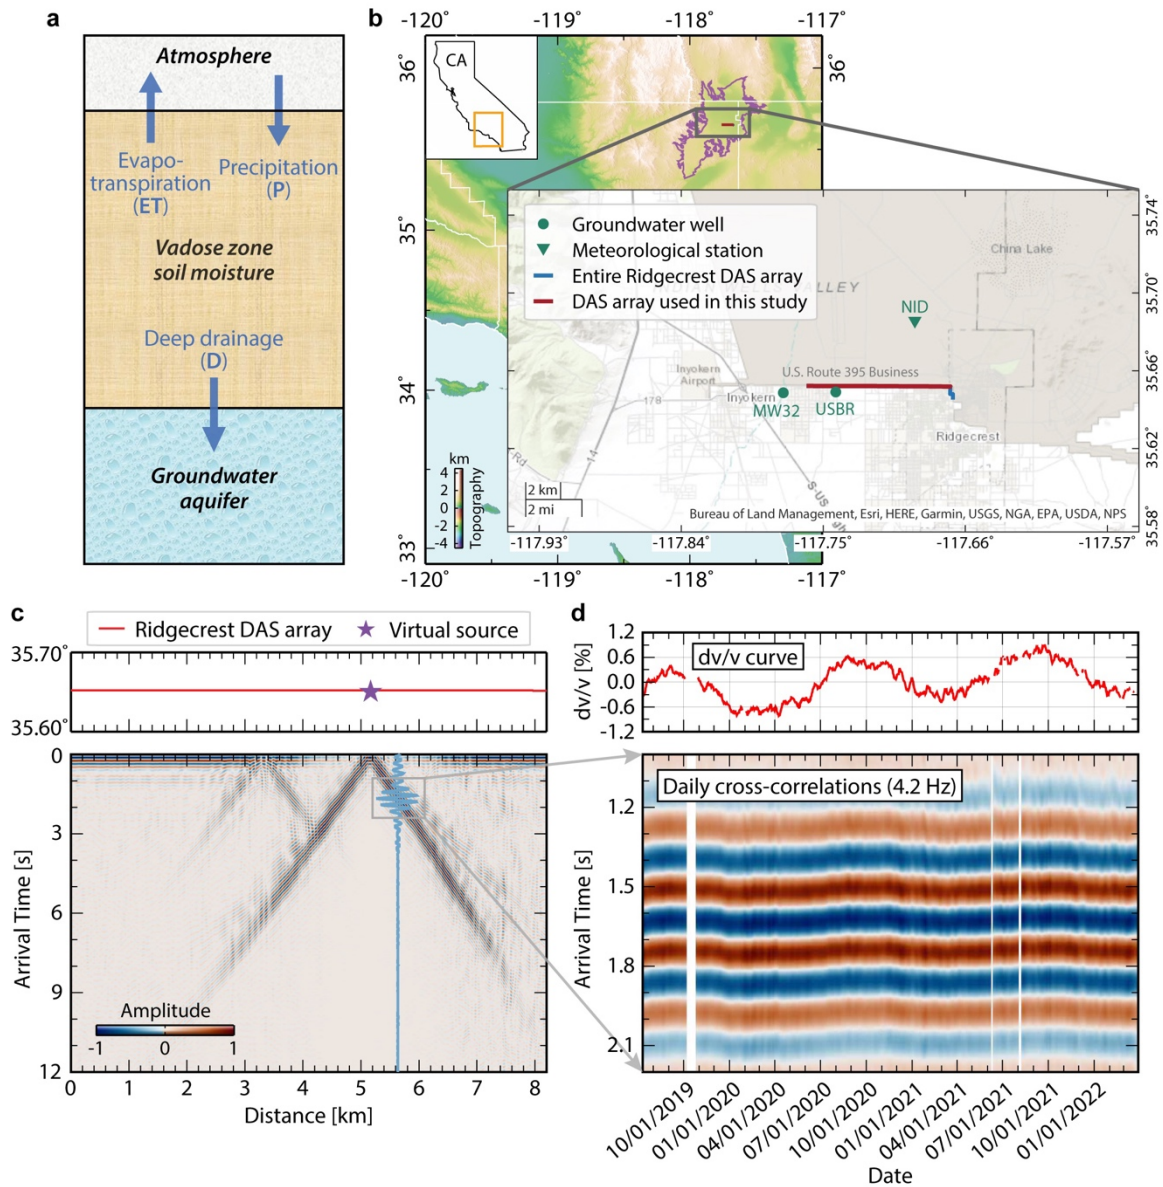 a
Atmosphere
Evapo-
transpiration
(ET)
Precipitation
(P)
Vadose zone
soil moisture
Deep drainage
(D)
Groundwater
aquifer
b
-120˚ -119˚ -118˚ -117˚
36˚
35˚
34˚
33˚
36˚
CA
Groundwater well
Meteorological station
Entire Ridgecrest DAS array
DAS array used in this study
China Lake
NID
U.S. Route 395 Business
Inyokern
Airport
178
Inyokern
MW32
USBR
Ridgecrest
14
km
4
2
0
-2
-4
Topography
2 km
2 mi
Bureau of Land Management, Esri, HERE, Garmin, USGS, NGA, EPA, USDA, NPS
-117.93 -117.84 -117.75 -117.66 -117.57
35.74
35.70
35.66
35.62
35.58
-120˚ -119˚ -118˚ -117˚
c
Ridgecrest DAS array
Virtual source
35.70˚
35.60˚
0
3
6
9
12
Arrival Time [s]
Amplitude
-1 0 1
0 1 2 3 4 5 6 7 8
Distance [km]
d
1.2
0.6
0.0
-0.6
-1.2
dv/v [%]
dv/v curve
Daily cross-correlations (4.2 Hz)
1.2
1.5
1.8
2.1
Arrival Time [s]
10/01/2019
01/01/2020
04/01/2020
07/01/2020
10/01/2020
01/01/2021
04/01/2021
07/01/2021
10/01/2021
01/01/2022
Date